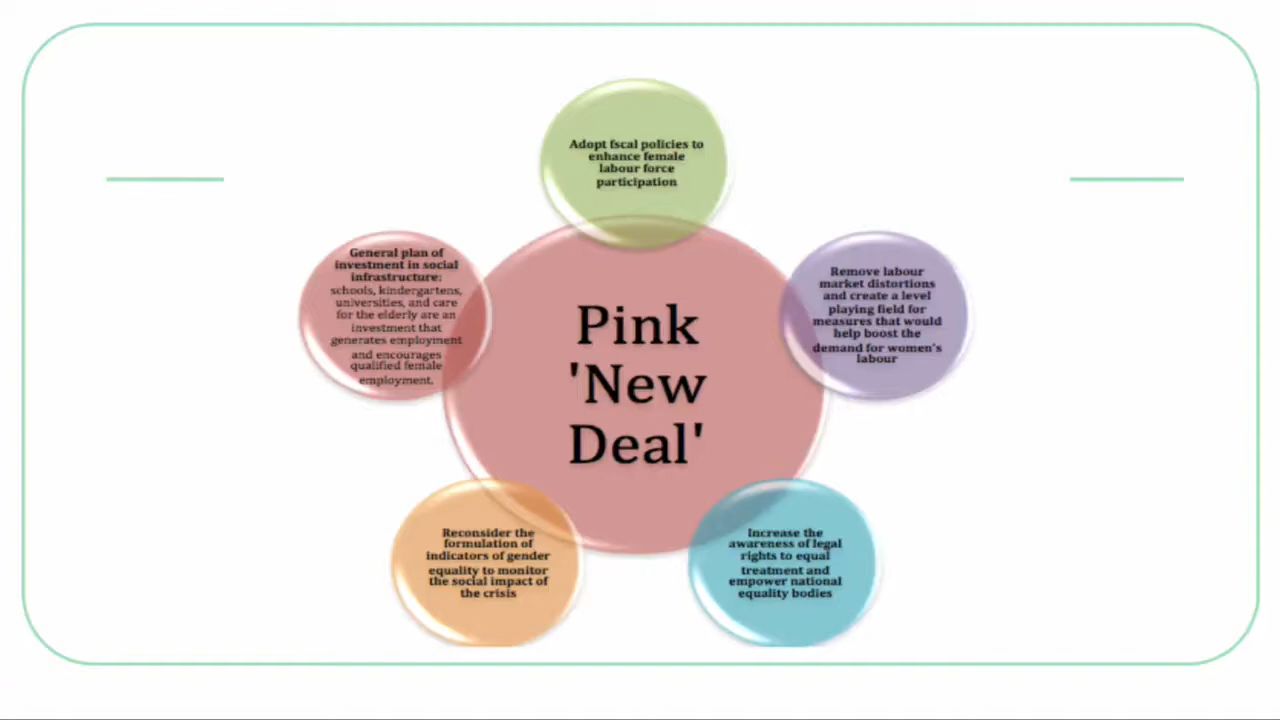 Adopt fscal policies to
enhance female
labour force
participation
General plan of
investment in social
infrastructure:
schools, kindergartens,
universities, and care
for the elderly are an
investment that
generates employment
and encourages
qualified female
employment.
Pink
'New
Deal'
Remove labour
market distortions
and create a level
playing field for
measures that would
help boost the
demand for women's
labour
Reconsider the
formulation of
indicators of gender
equality to monitor
the social impact of
the crisis
Increase the
awareness of legal
rights to equal
treatment and
empower national
equality bodies